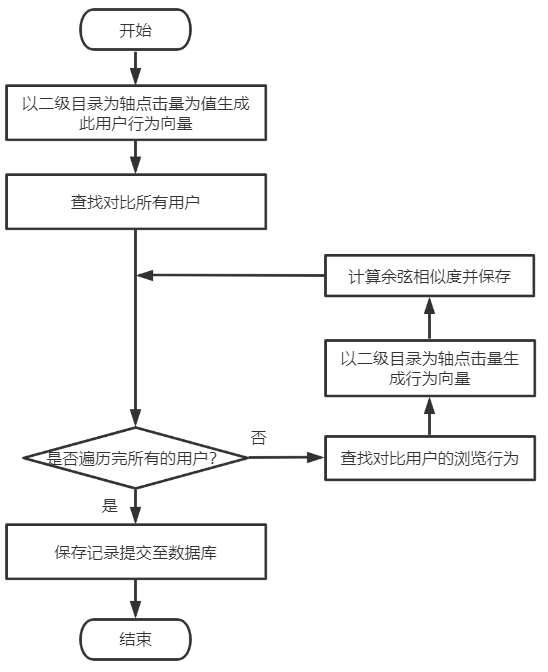 开始
以二级目录为轴点击量为值生成
此用户行为向量
查找对比所有用户
计算余弦相似度并保存
以二级目录为轴点击量生
成行为向量
否
是否遍历完所有的用户?
查找对比用户的浏览行为
是
保存记录提交至数据库
结束